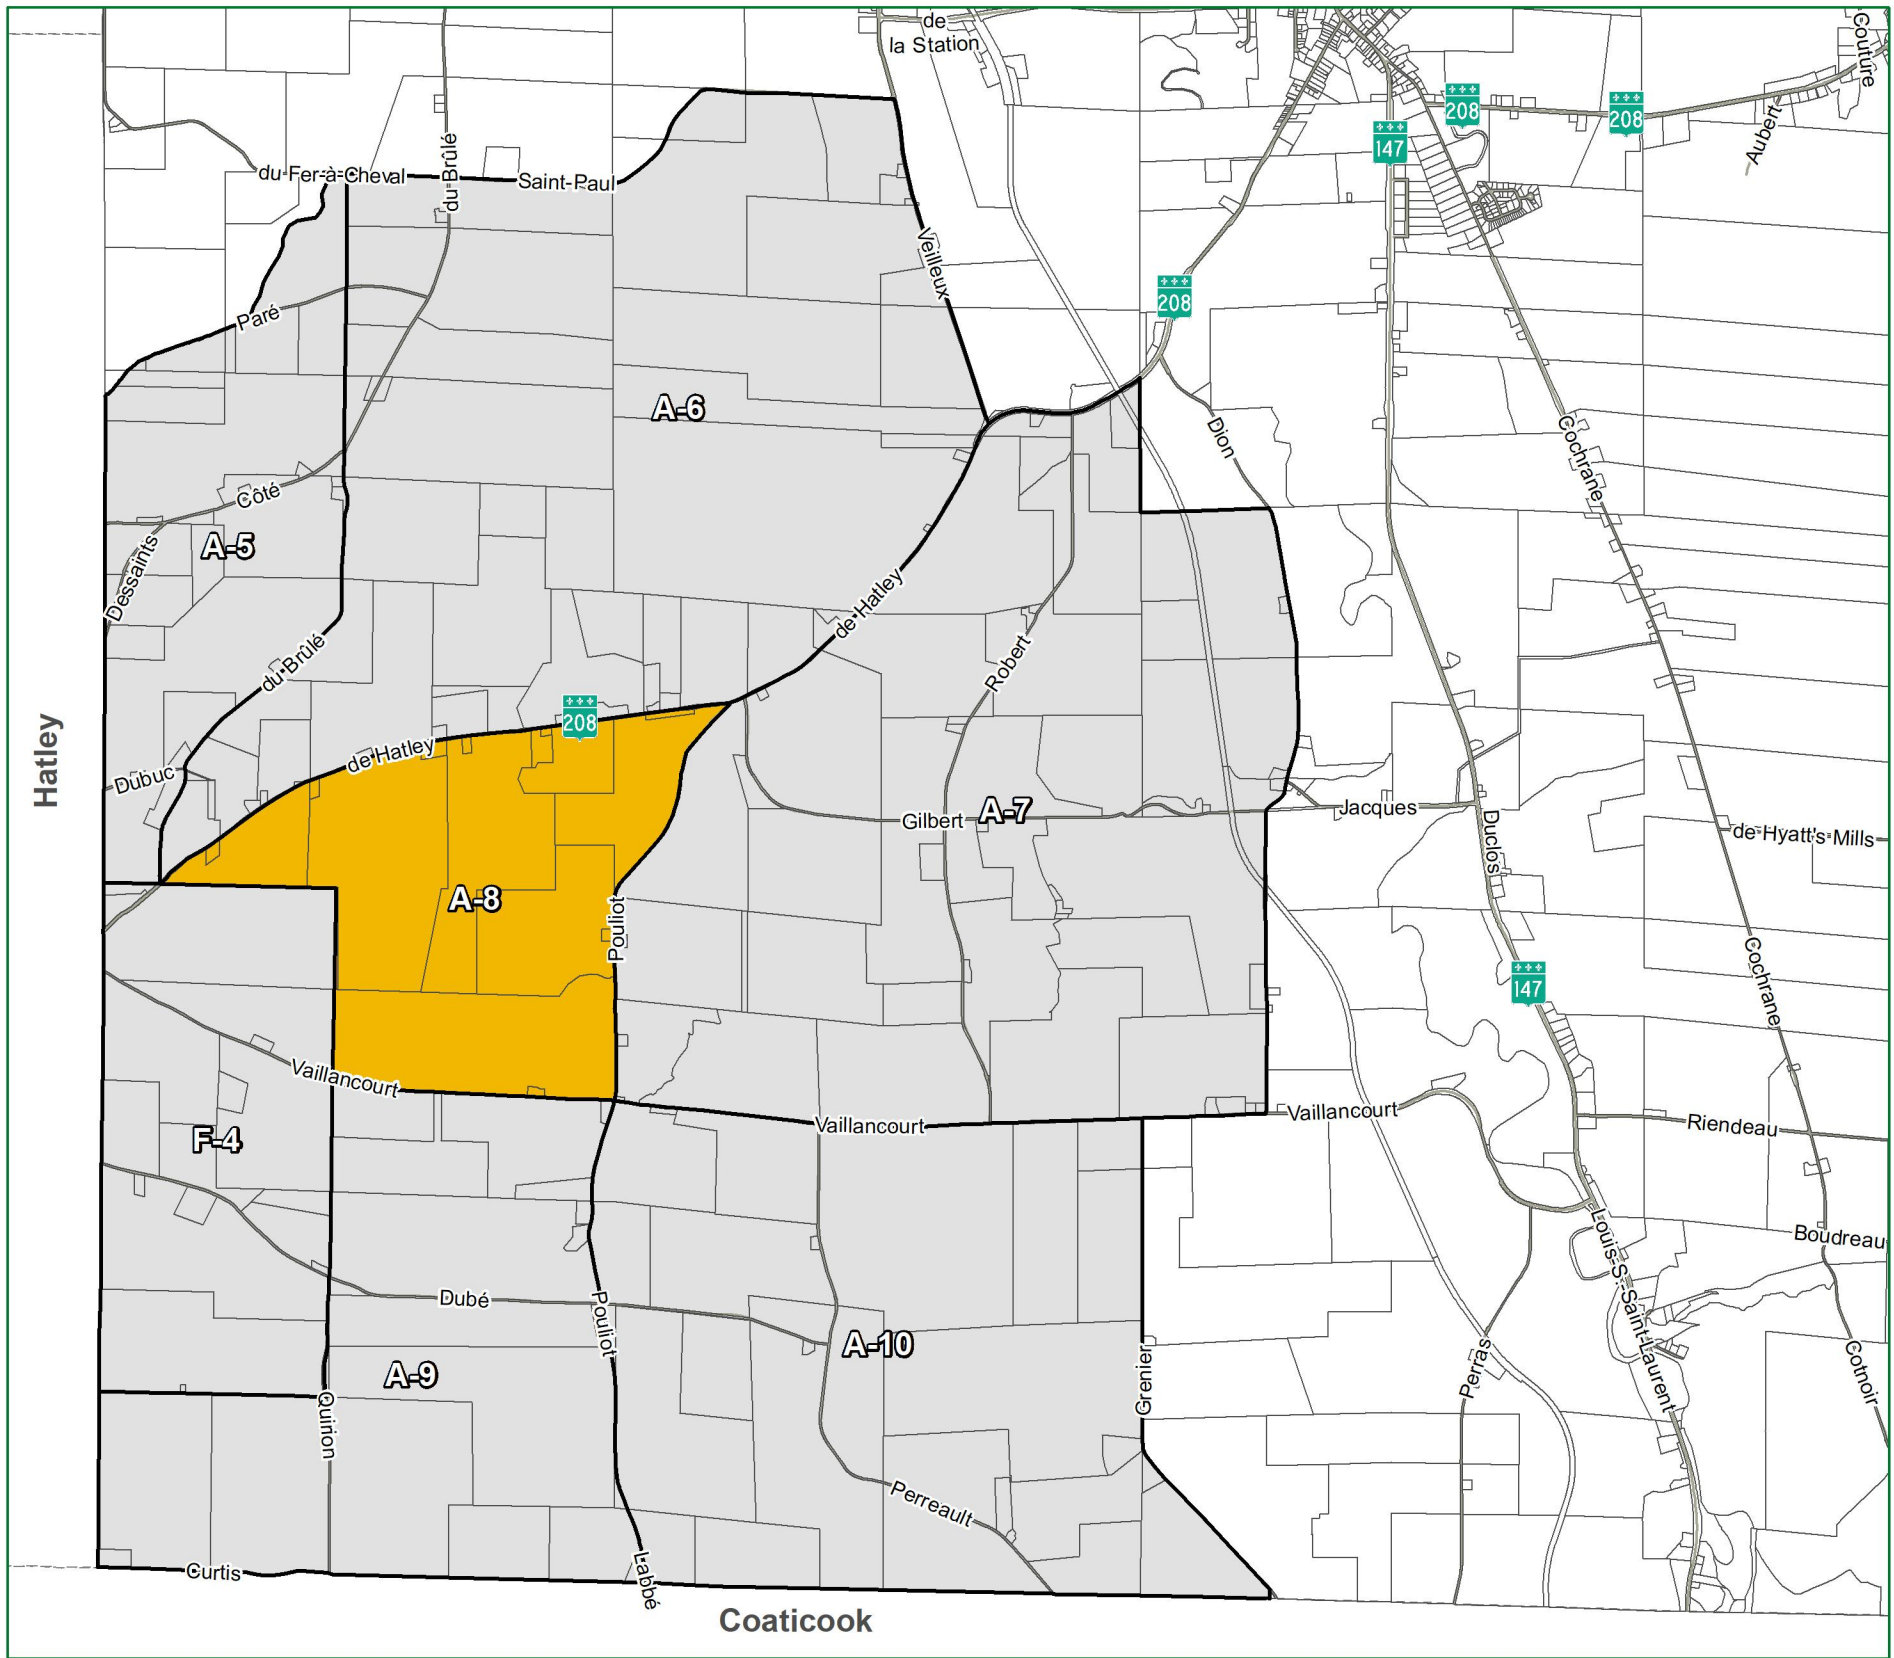 de
la Station
Couture
208
208
147
Aubert
du Fer-à-Cheval
du Brûlé
Saint-Paul
Veilleux
208
Paré
A-6
Dion
Cochrane
Côté
A-5
Dessaints
de Hatley
du Brûlé
Robert
208
de Hatley
Hatley
Dubuc
Gilbert
A-7
Jacques
Duclos
de Hyatt's Mills
A-8
Pouliot
147
Cochrane
Vaillancourt
Vaillancourt
Vaillancourt
Riendeau
F-4
Louis-S.-Saint-Laurent
Boudreau
Dubé
Pouliot
A-10
Grenier
Perras
Cotnoir
A-9
Quirion
Perreault
Curtis
Labbé
Coaticook